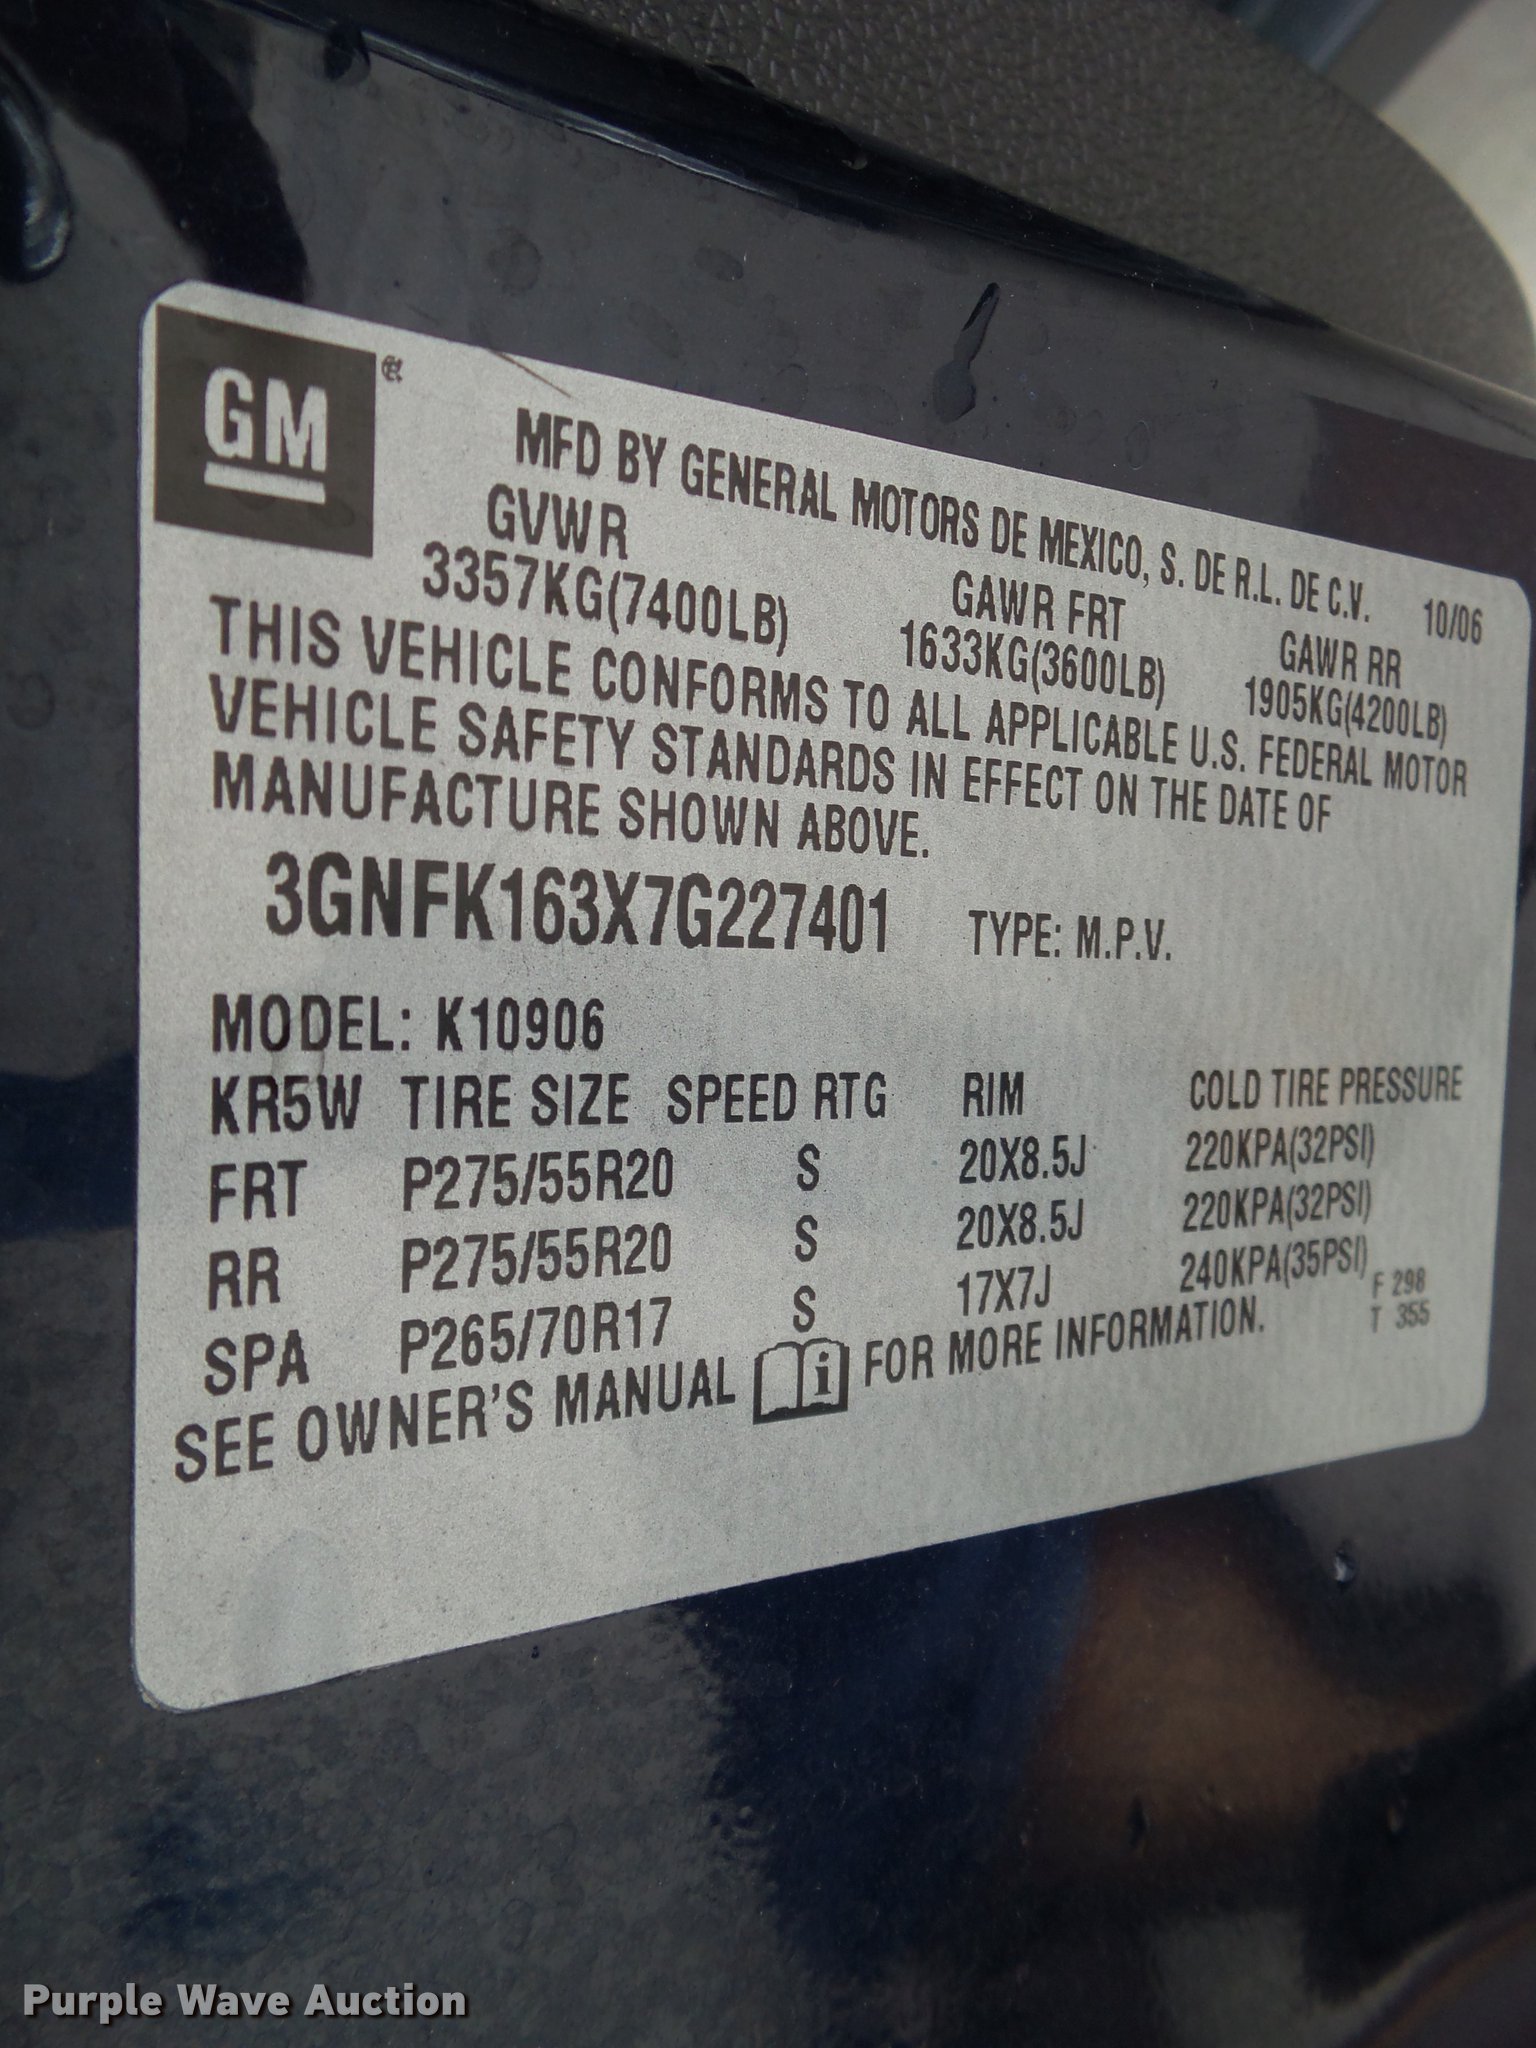 GM
MFD BY GENERAL MOTORS DE MEXICO, S. DE R.L. DE C.V. 10/06
GVWR GAWR FRT GAWR RR
3357KG(7400LB) 1633KG(3600LB) 1905KG(4200LB)
THIS VEHICLE CONFORMS TO ALL APPLICABLE U.S. FEDERAL MOTOR
VEHICLE SAFETY STANDARDS IN EFFECT ON THE DATE OF
MANUFACTURE SHOWN ABOVE.
3GNFK163X7G227401 TYPE: M.P.V.
MODEL: K10906
KR5W TIRE SIZE SPEED RTG RIM COLD TIRE PRESSURE
FRT P275/55R20 S 20X8.5J 220KPA(32PSI)
RR P275/55R20 S 20X8.5J 220KPA(32PSI)
SPA P265/70R17 S 17X7J 240KPA(35PSI)
SEE OWNER'S MANUAL i FOR MORE INFORMATION.
F 298
T 355
Purple Wave Auction